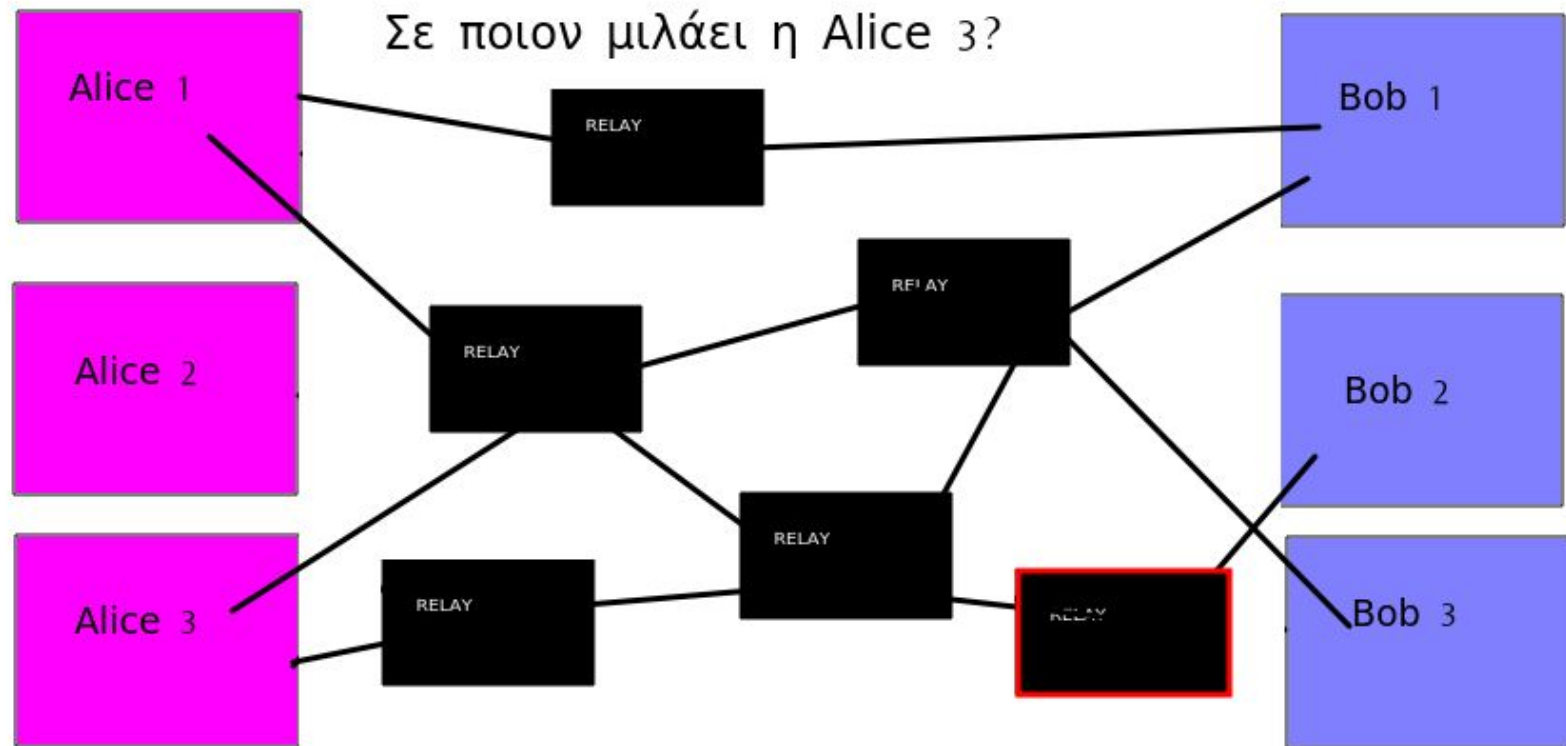 Σε ποιον μιλάει η Alice 3?
Alice 1
RELAY
Bob 1
RELAY
RELAY
Alice 2
Bob 2
RELAY
RELAY
Alice 3
RELAY
Bob 3